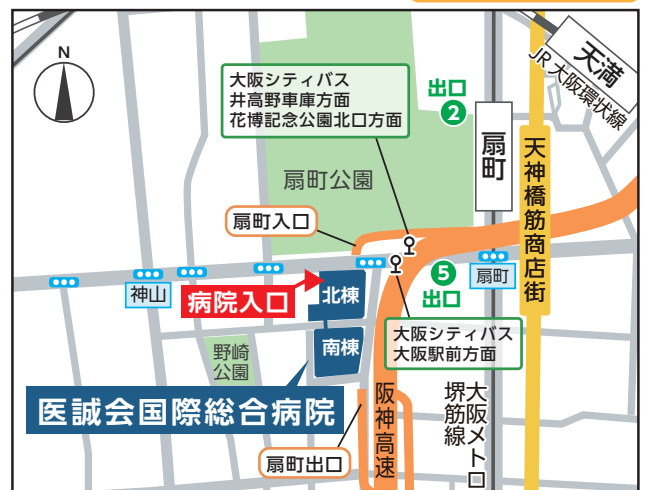 N
大阪シティバス
井高野車庫方面
花博記念公園北口方面
出口
2
天満
JR大阪環状線
扇町
天神橋筋商店街
扇町公園
扇町入口
神山
病院入口
北棟
5
出口
扇町
南棟
野崎
公園
大阪シティバス
大阪駅前方面
医誠会国際総合病院
阪神高速
大阪メトロ
堺筋線
扇町出口